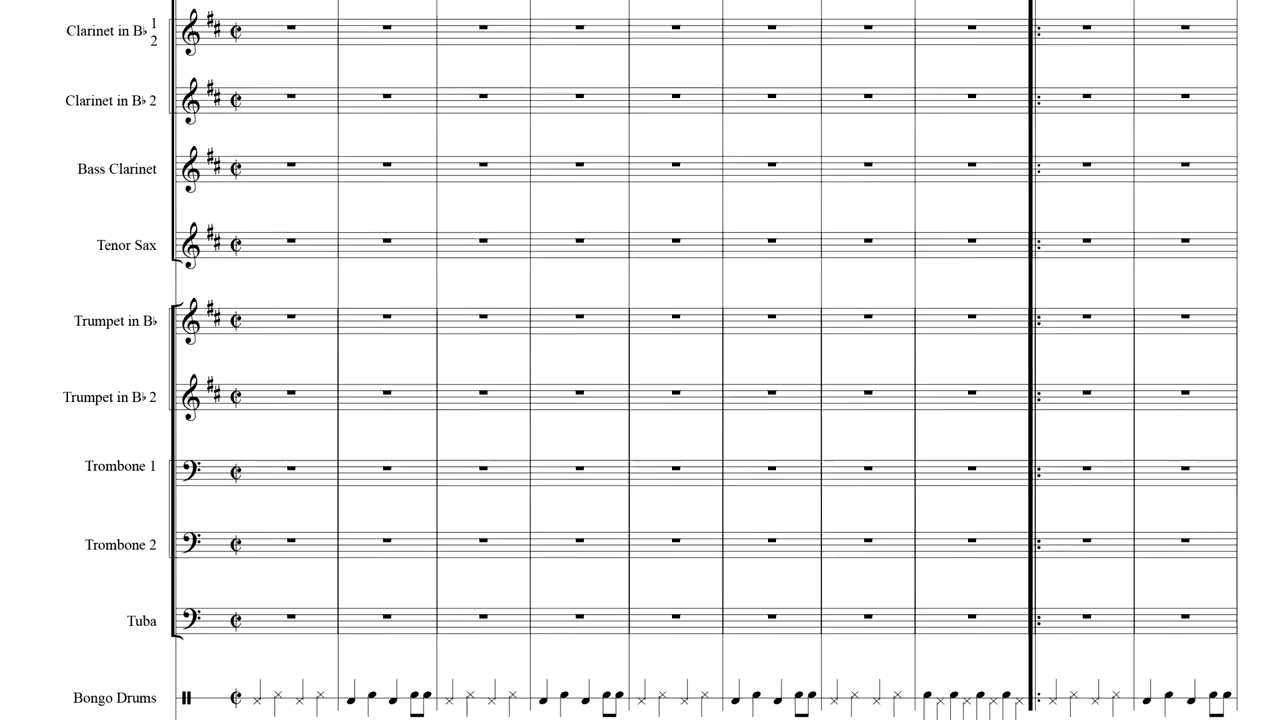 Clarinet in B♭ 1
2
Clarinet in B♭ 2
Bass Clarinet
Tenor Sax
Trumpet in B♭
Trumpet in B♭ 2
Trombone 1
Trombone 2
Tuba
Bongo Drums